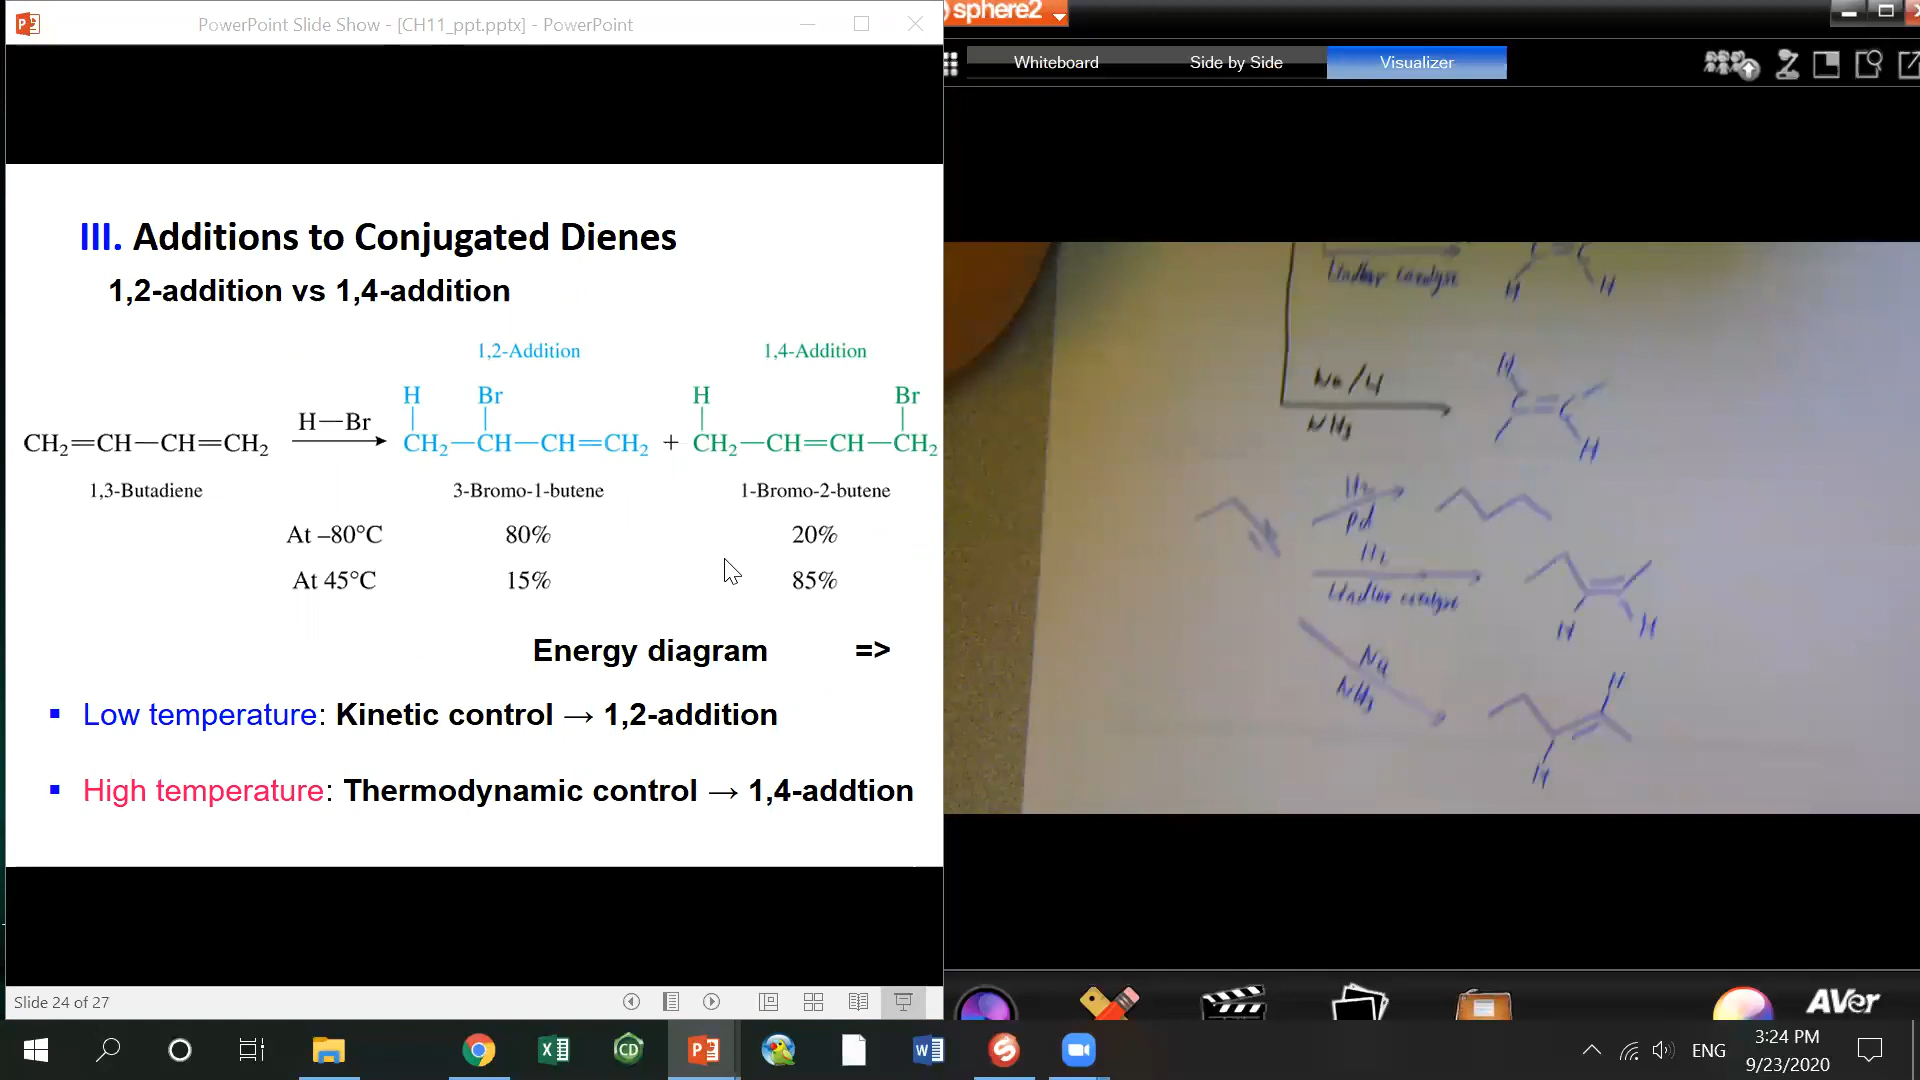 PowerPoint Slide Show - [CH11_ppt.pptx] - PowerPoint
III. Additions to Conjugated Dienes
1,2-addition vs 1,4-addition
1,2-Addition
1,4-Addition
H Br
H Br
H—Br
CH₂=CH—CH=CH₂
CH₂—CH—CH=CH₂ + CH₂—CH=CH—CH₂
1,3-Butadiene 3-Bromo-1-butene 1-Bromo-2-butene
At –80°C 80% 20%
At 45°C 15% 85%
Energy diagram =>
▪ Low temperature: Kinetic control → 1,2-addition
▪ High temperature: Thermodynamic control → 1,4-addtion
Slide 24 of 27
sphere2
Whiteboard Side by Side Visualizer
H H
H
NH₃
C C
H
H₂
Pd
H₂
H H
Na
NH₃
H
H
AVer
ENG
3:24 PM
9/23/2020